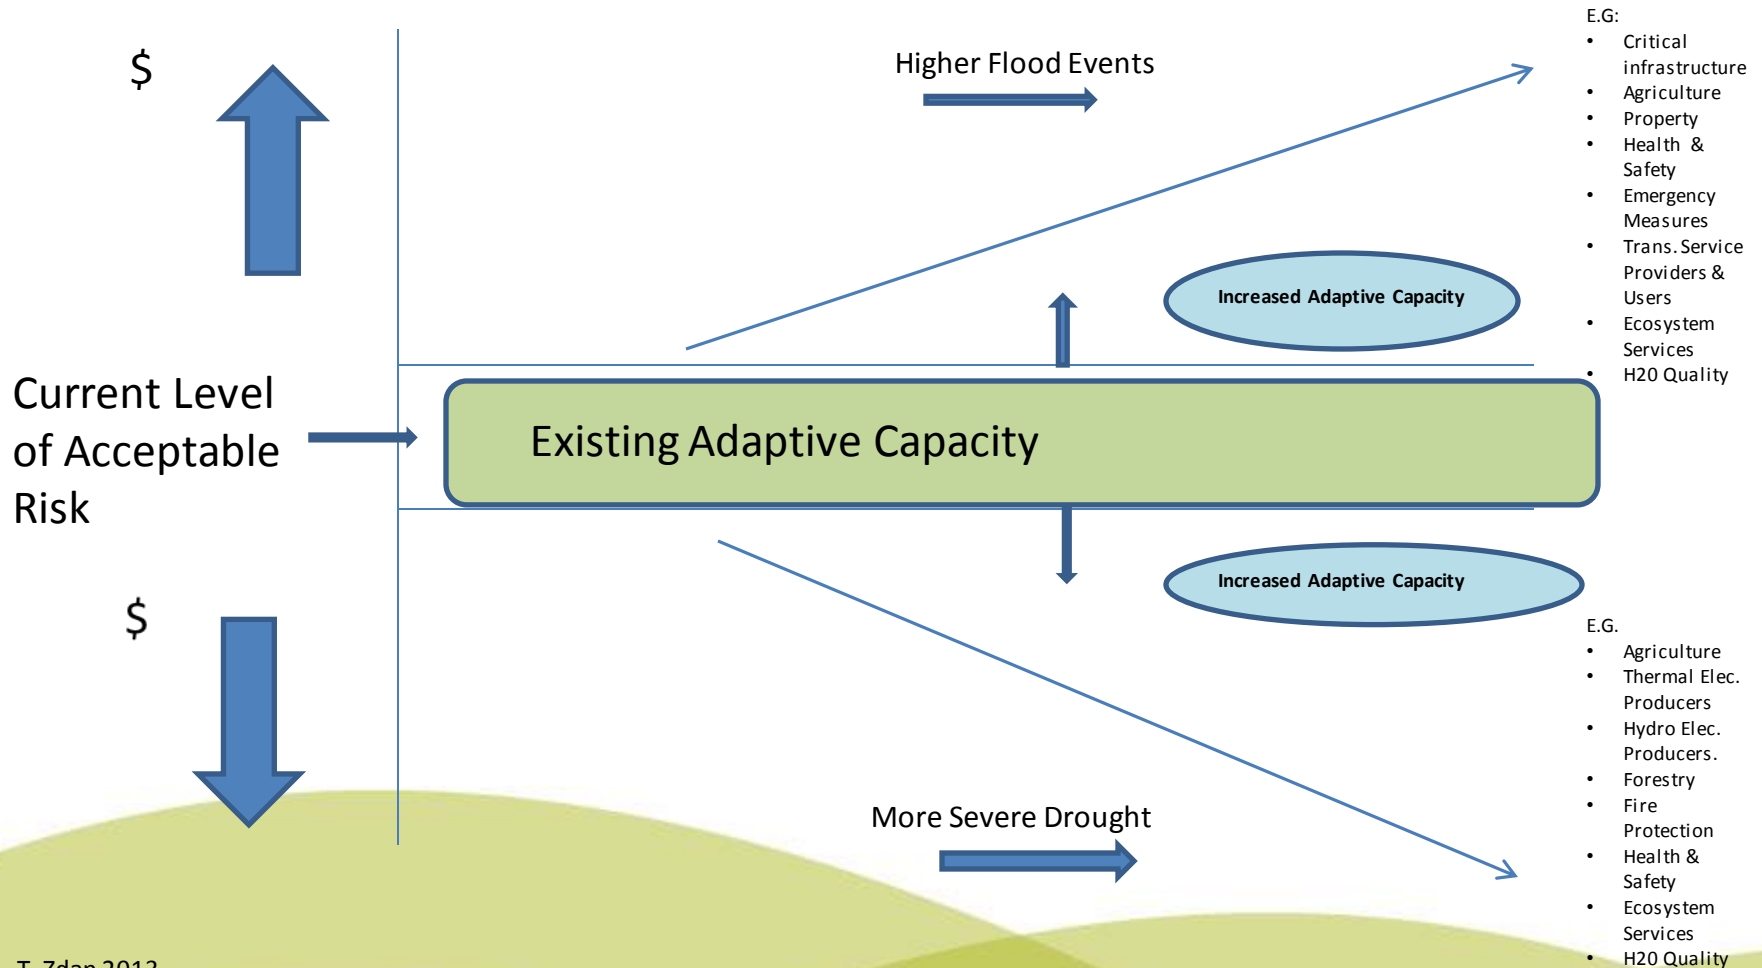 $
Higher Flood Events
E.G:
• Critical
infrastructure
• Agriculture
• Property
• Health &
Safety
• Emergency
Measures
• Trans. Service
Providers &
Users
• Ecosystem
Services
• H20 Quality
Increased Adaptive Capacity
Current Level
of Acceptable
Risk
Existing Adaptive Capacity
Increased Adaptive Capacity
$
More Severe Drought
E.G.
• Agriculture
• Thermal Elec.
Producers
• Hydro Elec.
Producers.
• Forestry
• Fire
Protection
• Health &
Safety
• Ecosystem
Services
• H20 Quality
T. Zdan 2013